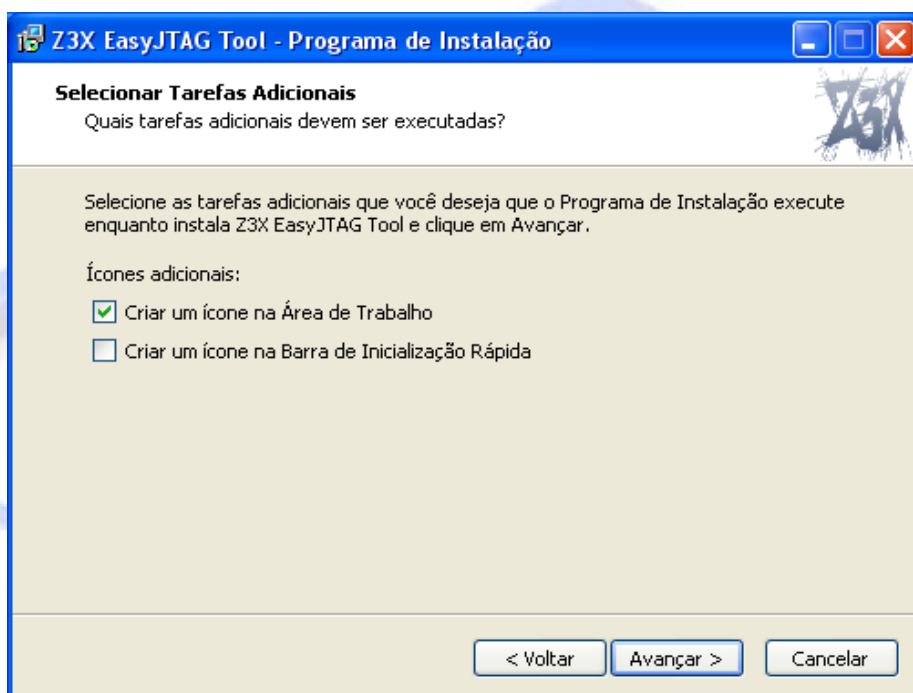 Z3X EasyJTAG Tool - Programa de Instalação
Selecionar Tarefas Adicionais
Quais tarefas adicionais devem ser executadas?
Z3X
Selecione as tarefas adicionais que você deseja que o Programa de Instalação execute
enquanto instala Z3X EasyJTAG Tool e clique em Avançar.
Ícones adicionais:
Criar um ícone na Área de Trabalho
Criar um ícone na Barra de Inicialização Rápida
< Voltar
Avançar >
Cancelar